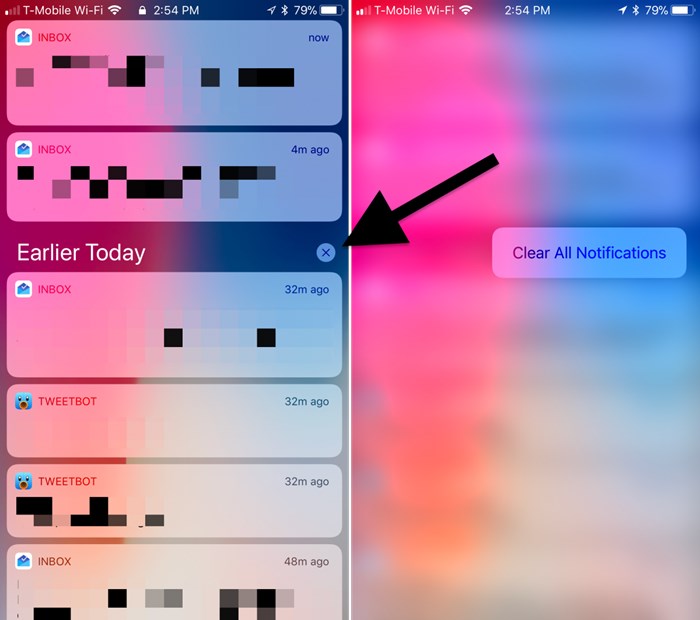 T-Mobile Wi-Fi 2:54 PM 79%
INBOX now
INBOX 4m ago
Earlier Today
INBOX 32m ago
TWEETBOT 32m ago
TWEETBOT 32m ago
INBOX 48m ago
T-Mobile Wi-Fi 2:54 PM 79%
Clear All Notifications